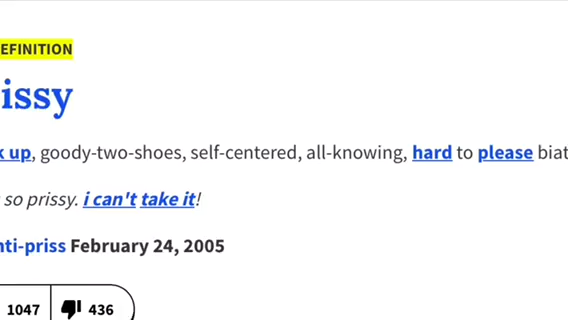 EFINITION
issy
k up, goody-two-shoes, self-centered, all-knowing, hard to please biat
so prissy. i can't take it!
nti-priss February 24, 2005
1047 436